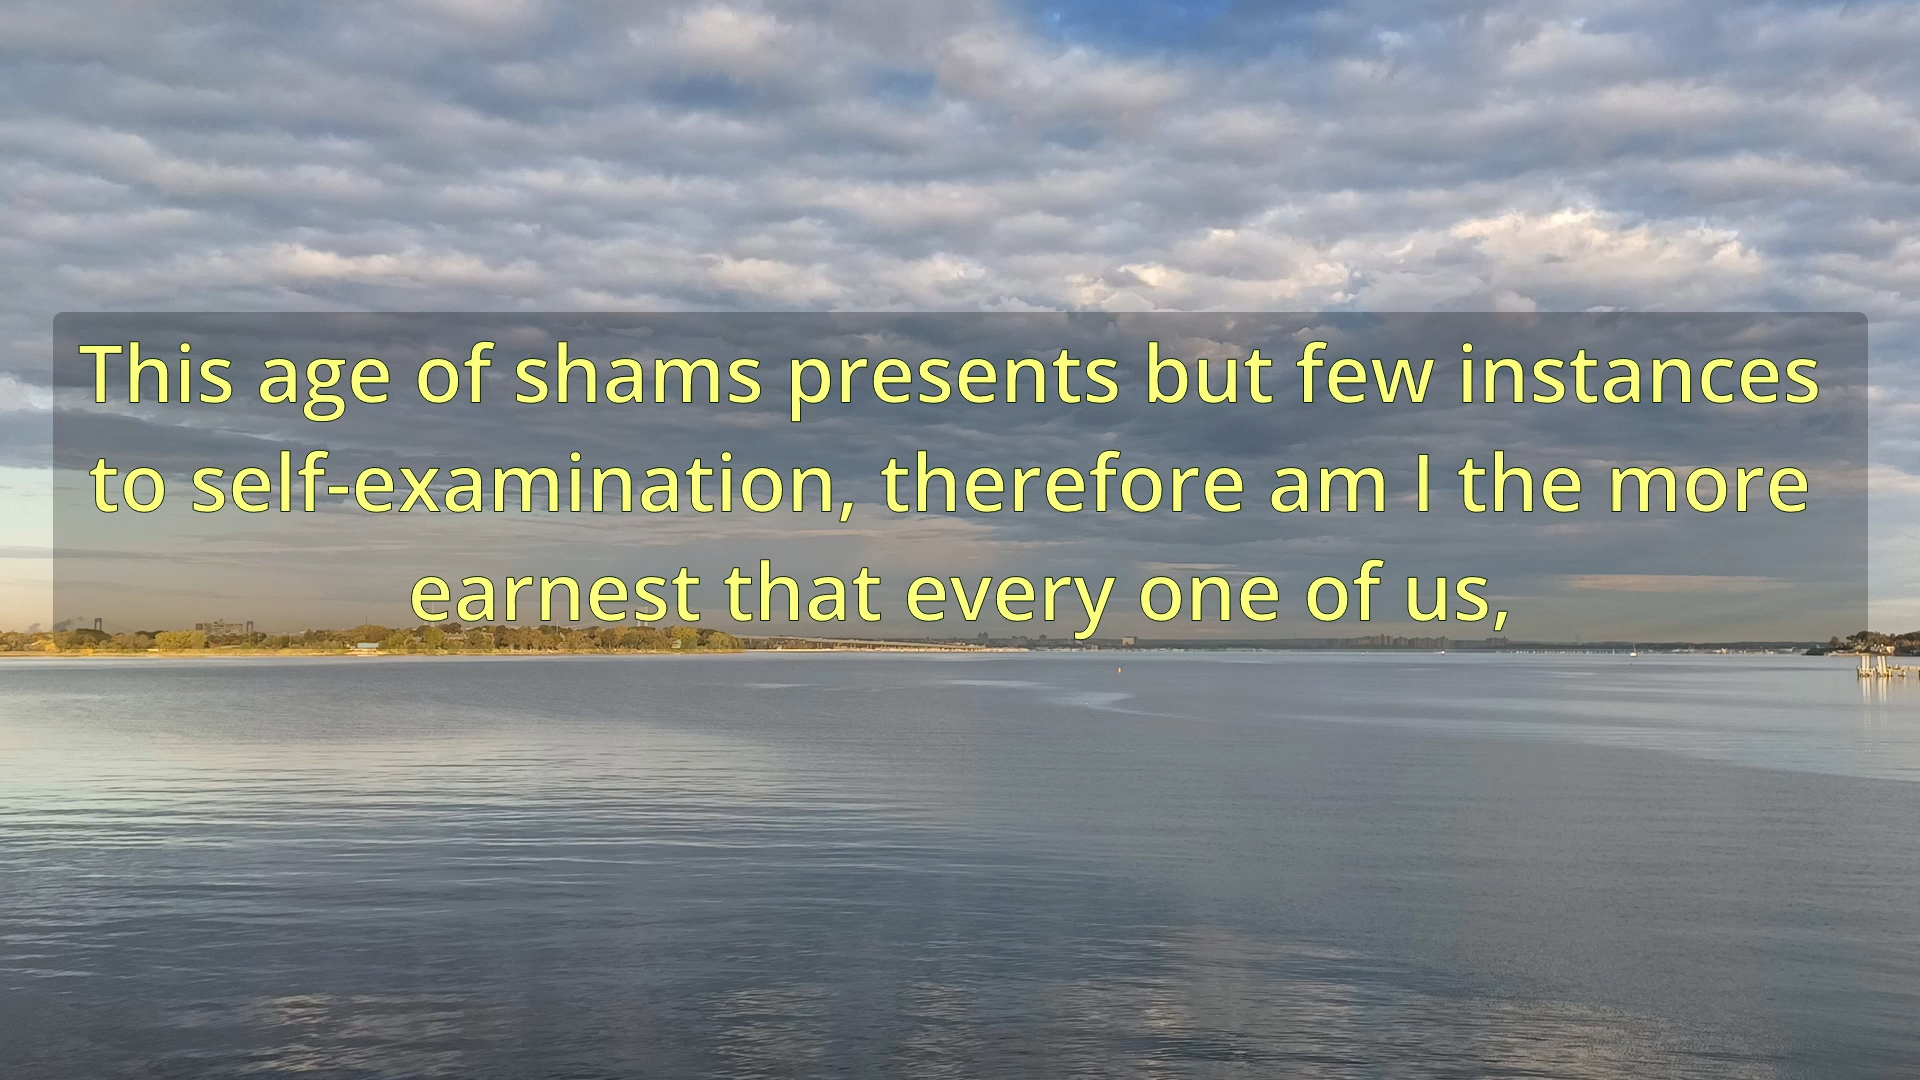 This age of shams presents but few instances
to self-examination, therefore am I the more
earnest that every one of us,